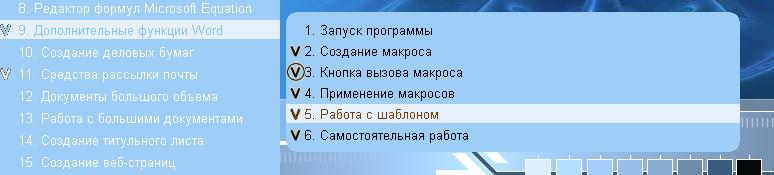 8. Редактор формул Microsoft Equation
9. Дополнительные функции Word
10. Создание деловых бумаг
11. Средства рассылки почты
12. Документы большого объема
13. Работа с большими документами
14. Создание титульного листа
15. Создание веб-страниц
1. Запуск программы
2. Создание макроса
3. Кнопка вызова макроса
4. Применение макросов
5. Работа с шаблоном
6. Самостоятельная работа